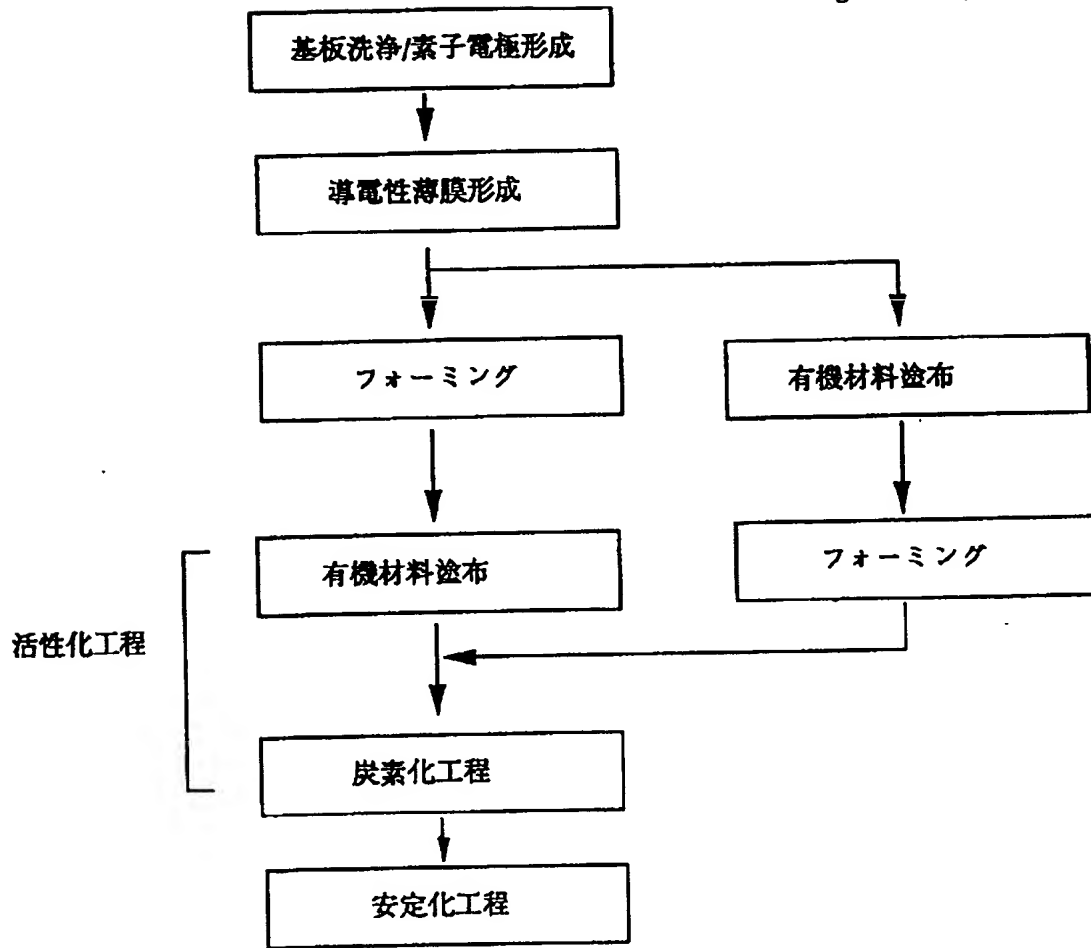 基板洗浄/素子電極形成
導電性薄膜形成
フォーミング
有機材料塗布
有機材料塗布
フォーミング
活性化工程
炭素化工程
安定化工程